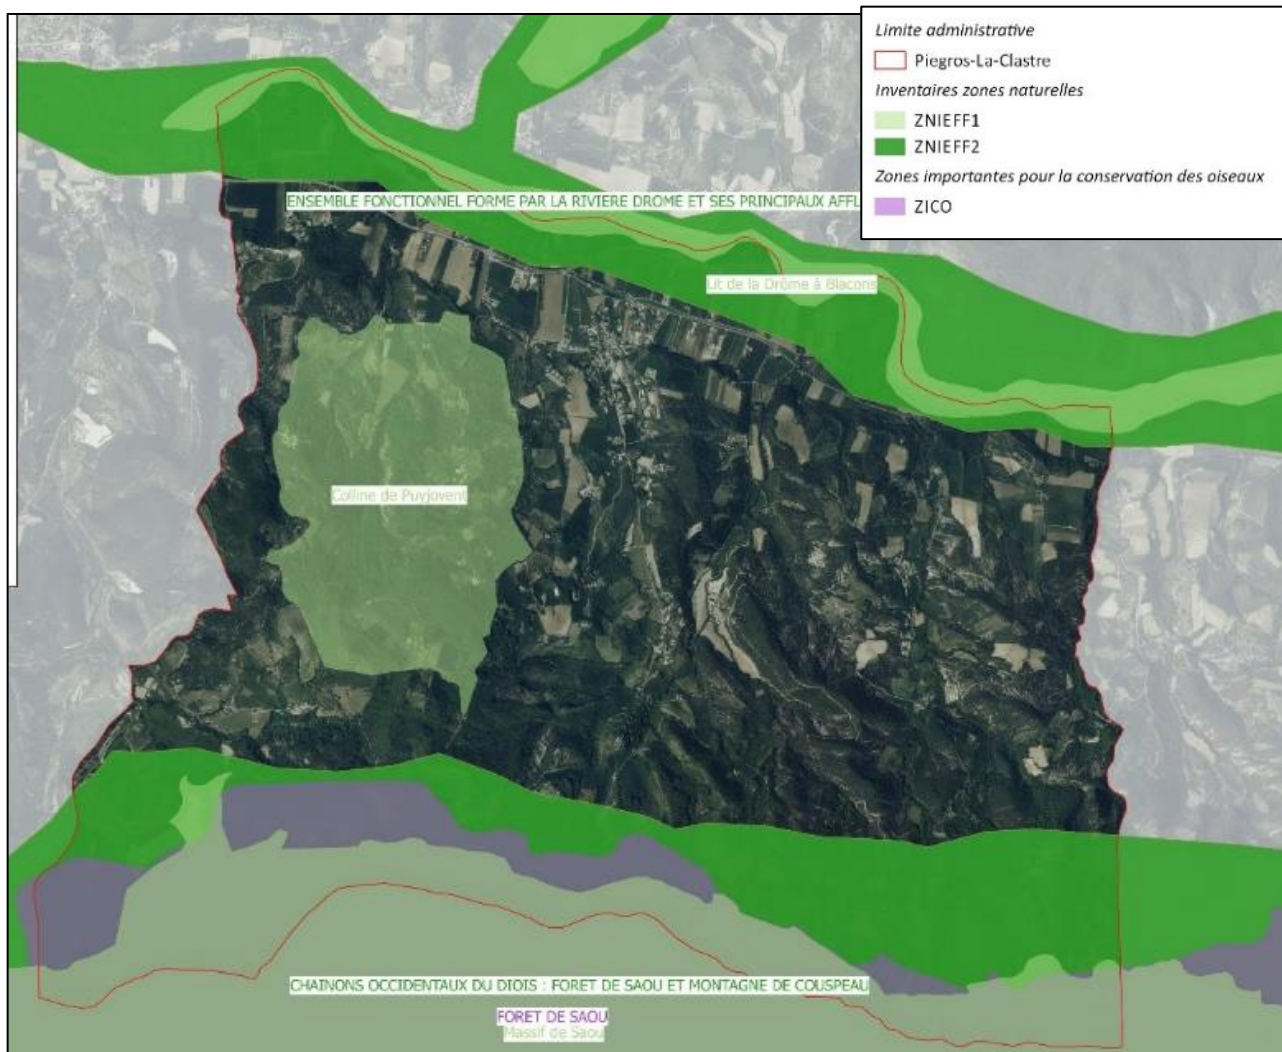 Limite administrative
Piegros-La-Clastre
Inventaires zones naturelles
ZNIEFF1
ZNIEFF2
Zones importantes pour la conservation des oiseaux
ZICO
ENSEMBLE FONCTIONNEL FORME PAR LA RIVIERE DROME ET SES PRINCIPAUX AFFL
Lit de la Drôme à Blacons
Colline de Puyjovent
CHAINONS OCCIDENTAUX DU DIOIS : FORET DE SAOU ET MONTAGNE DE COUSPEAU
FORET DE SAOU
Massif de Saou